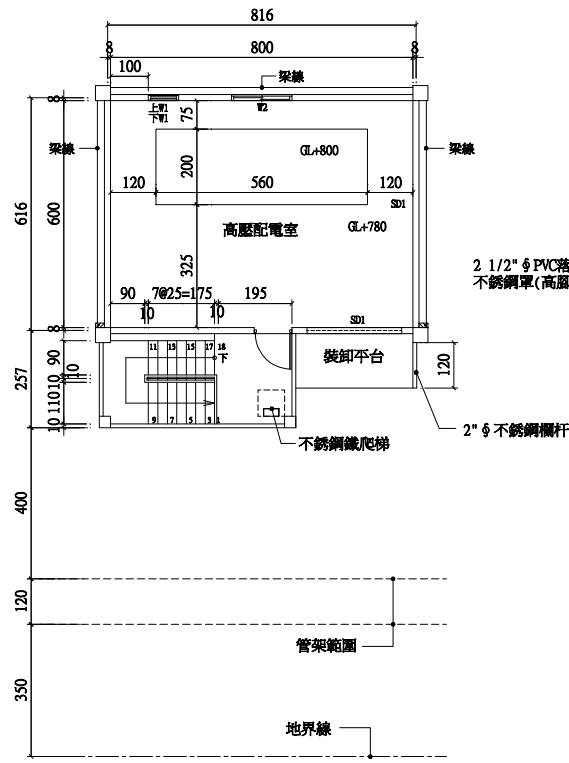 816
8
800
8
100
梁線
上W1
下W1
W2
8
75
梁線
梁線
GL+800
200
120
560
120
SD1
616
600
高壓配電室
GL+780
325
2 1/2" ∮ PVC落
不銹鋼罩(高腳
90
7@25=175
195
10
10
SD1
8
11
13
15
17
18
下
裝卸平台
90
10
120
257
10
110
10
9
7
5
3
1
2" ∮ 不銹鋼欄杆
不銹鋼鐵爬梯
400
120
管架範圍
350
地界線